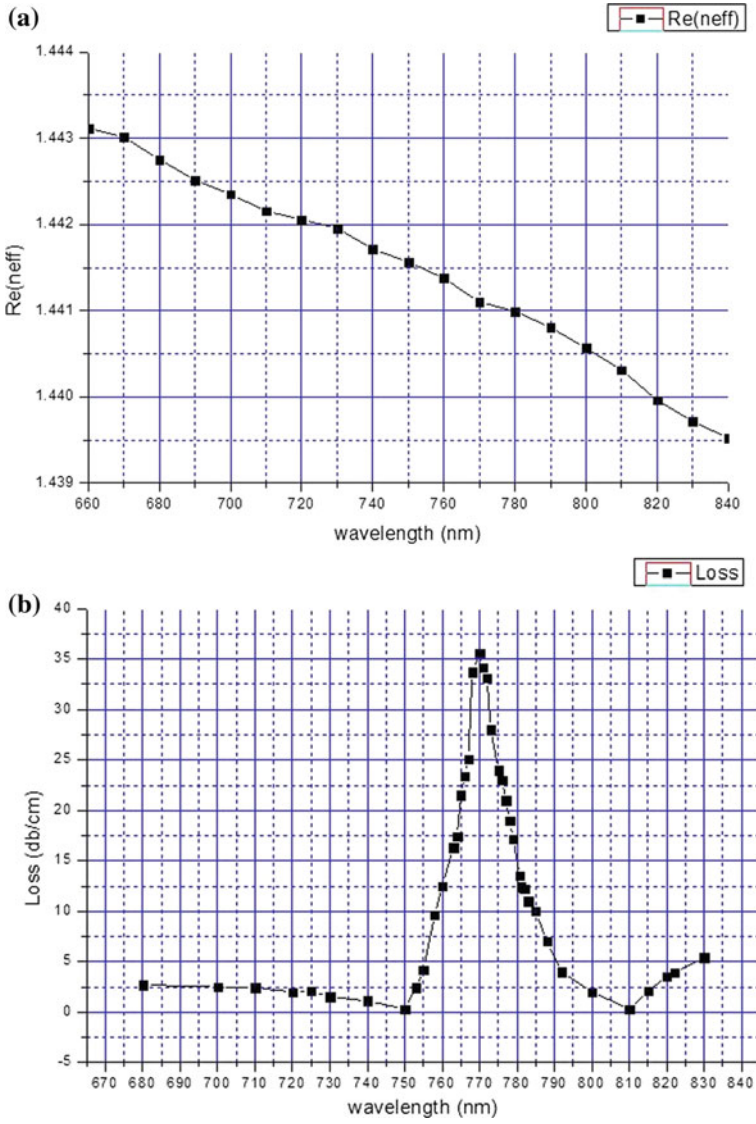 (a)
Re(neff)
1.444
1.443
1.442
1.441
1.440
1.439
Re(neff)
660 680 700 720 740 760 780 800 820 840
wavelength (nm)
(b)
Loss
40
35
30
25
20
15
10
5
0
-5
Loss (db/cm)
670 680 690 700 710 720 730 740 750 760 770 780 790 800 810 820 830
wavelength (nm)